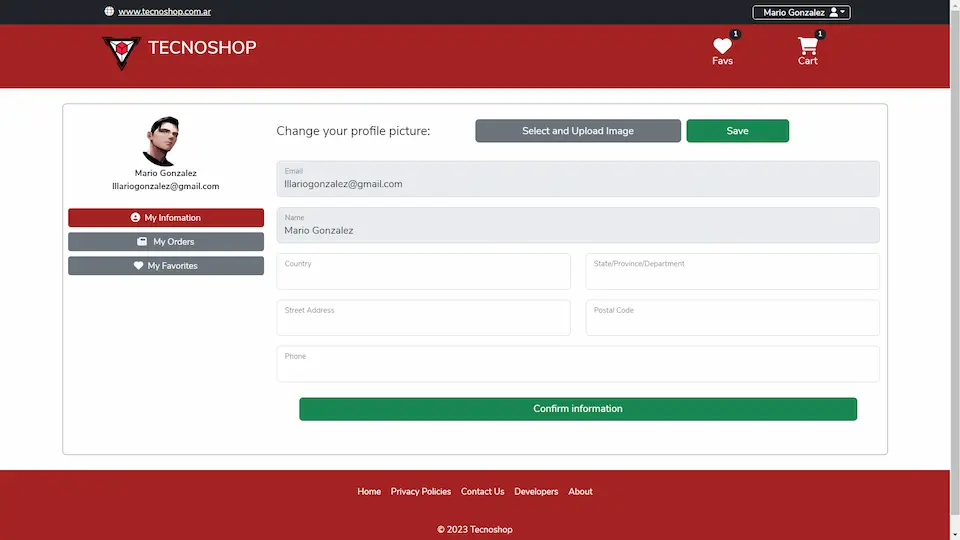 www.tecnoshop.com.ar
Mario Gonzalez
TECNOSHOP
1
Favs
1
Cart
Mario Gonzalez
lllariogonzalez@gmail.com
My Infomation
My Orders
My Favorites
Change your profile picture:
Select and Upload Image
Save
Email
lllariogonzalez@gmail.com
Name
Mario Gonzalez
Country
State/Province/Department
Street Address
Postal Code
Phone
Confirm information
Home Privacy Policies Contact Us Developers About
© 2023 Tecnoshop